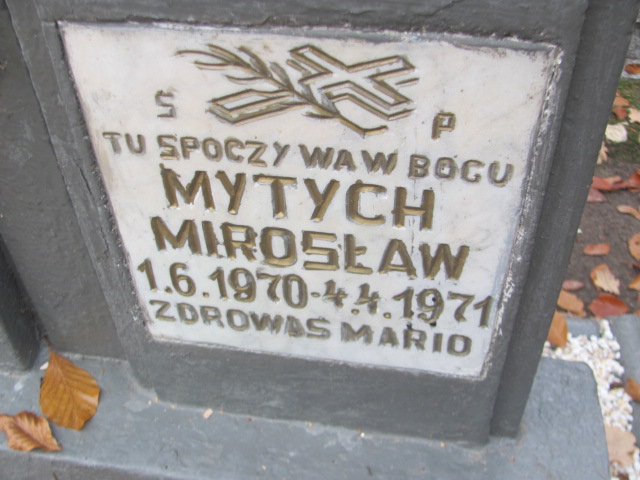 S P
TU SPOCZYWA W BOGU
MYTYCH
MIROSŁAW
1.6.1970-4.4.1971
ZDROWAŚ MARIO